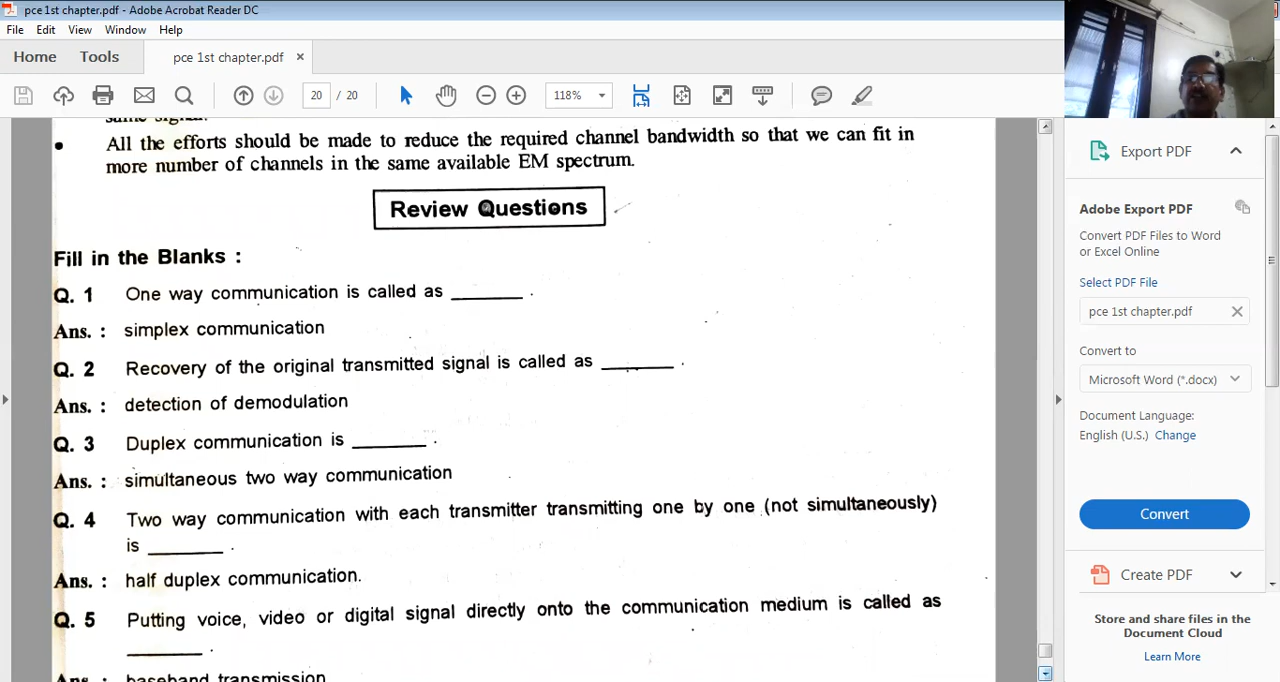 pce 1st chapter.pdf - Adobe Acrobat Reader DC
File Edit View Window Help
Home Tools pce 1st chapter.pdf ×
20 / 20 118%
same signal.
• All the efforts should be made to reduce the required channel bandwidth so that we can fit in
more number of channels in the same available EM spectrum.
Review Questions
Fill in the Blanks :
Q. 1 One way communication is called as ______ .
Ans. : simplex communication
Q. 2 Recovery of the original transmitted signal is called as ______ .
Ans. : detection of demodulation
Q. 3 Duplex communication is ______ .
Ans. : simultaneous two way communication
Q. 4 Two way communication with each transmitter transmitting one by one (not simultaneously)
is ______ .
Ans. : half duplex communication.
Q. 5 Putting voice, video or digital signal directly onto the communication medium is called as
______ .
Ans. : baseband transmission
Export PDF
Adobe Export PDF
Convert PDF Files to Word
or Excel Online
Select PDF File
pce 1st chapter.pdf ×
Convert to
Microsoft Word (*.docx)
Document Language:
English (U.S.) Change
Convert
Create PDF
Store and share files in the
Document Cloud
Learn More